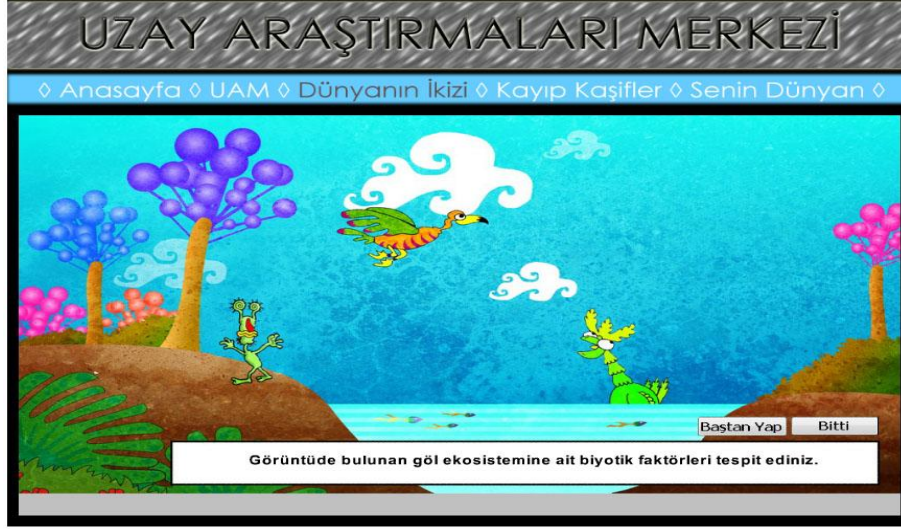 UZAY ARAŞTIRMALARI MERKEZİ
◊ Anasayfa ◊ UAM ◊ Dünyanın İkizi ◊ Kayıp Kaşifler ◊ Senin Dünyan ◊
Baştan Yap Bitti
Görüntüde bulunan göl ekosistemine ait biyotik faktörleri tespit ediniz.